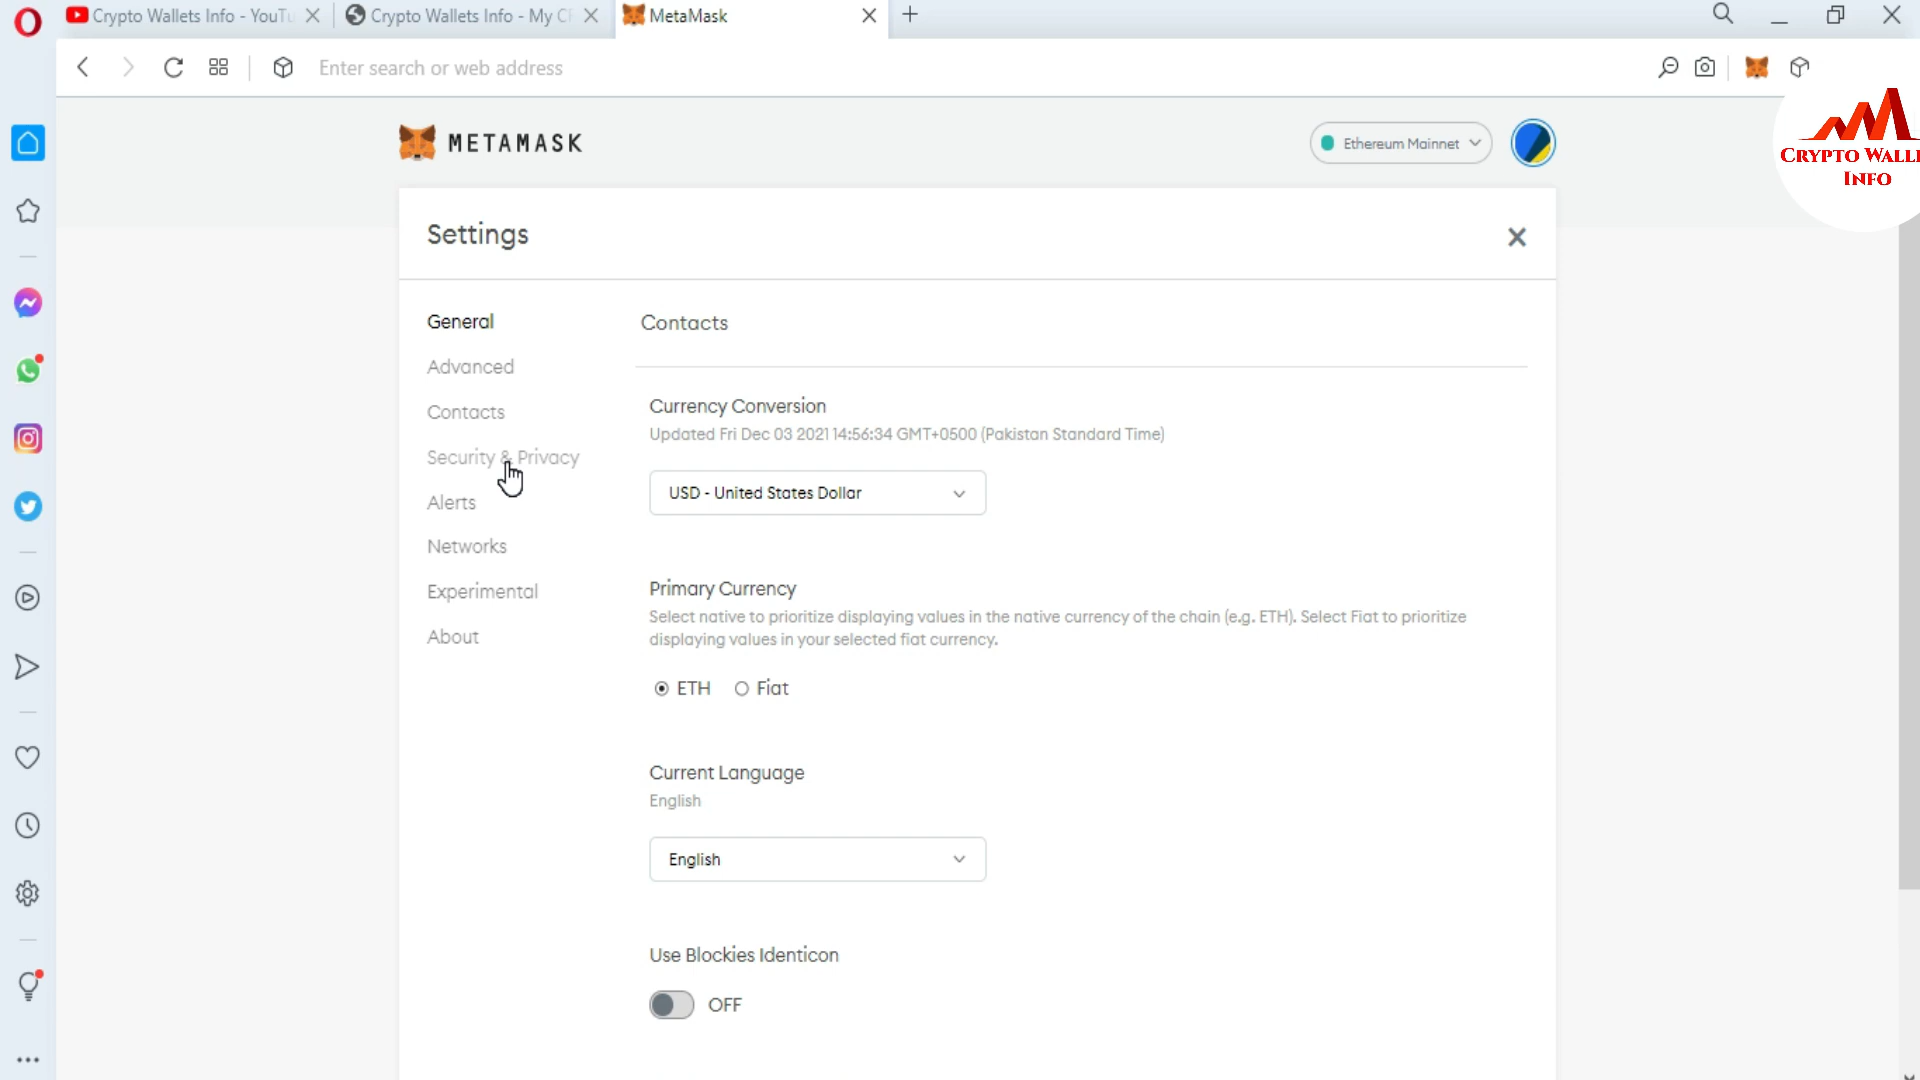 Crypto Wallets Info - YouTu
Crypto Wallets Info - My Cr
MetaMask
Enter search or web address
METAMASK
Ethereum Mainnet
CRYPTO WALLE
INFO
Settings
General
Contacts
Advanced
Contacts
Security & Privacy
Alerts
Networks
Experimental
About
Currency Conversion
Updated Fri Dec 03 2021 14:56:34 GMT+0500 (Pakistan Standard Time)
USD - United States Dollar
Primary Currency
Select native to prioritize displaying values in the native currency of the chain (e.g. ETH). Select Fiat to prioritize
displaying values in your selected fiat currency.
ETH
Fiat
Current Language
English
English
Use Blockies Identicon
OFF